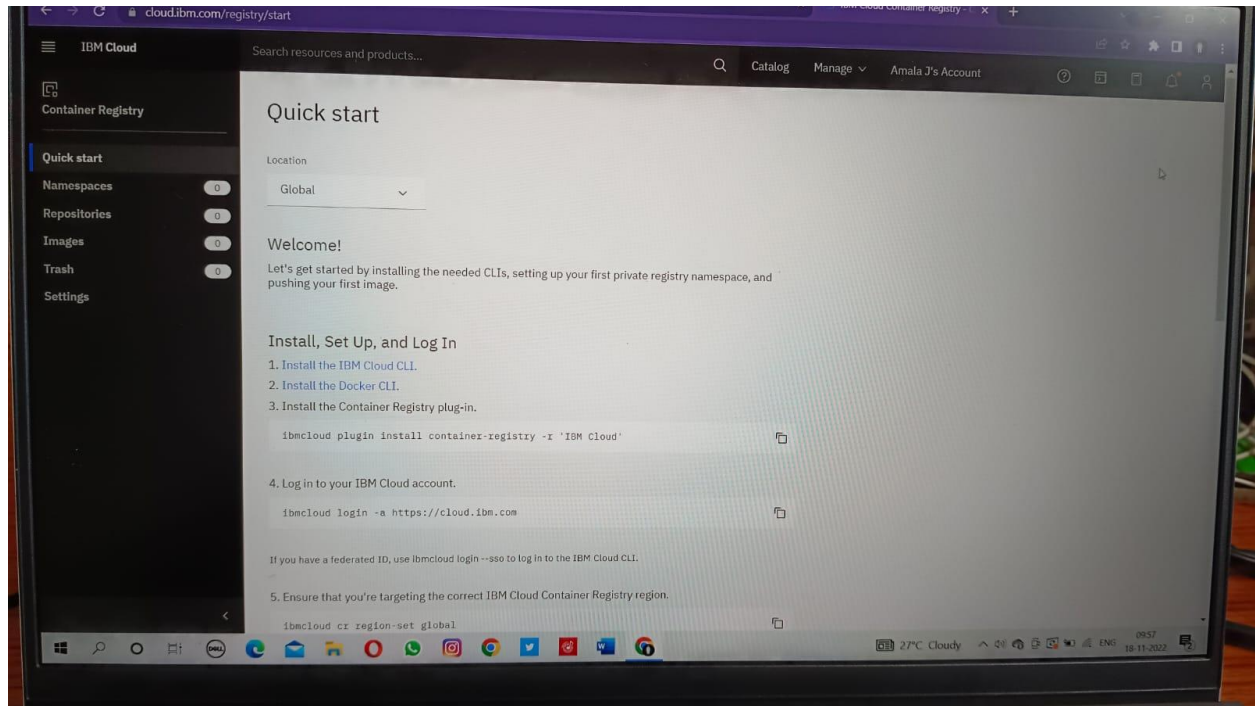 cloud.ibm.com/registry/start
IBM Cloud Container Registry - C
IBM Cloud
Search resources and products...
Catalog
Manage
Amala J's Account
Container Registry
Quick start
Namespaces 0
Repositories 0
Images 0
Trash 0
Settings
Quick start
Location
Global
Welcome!
Let's get started by installing the needed CLIs, setting up your first private registry namespace, and
pushing your first image.
Install, Set Up, and Log In
1. Install the IBM Cloud CLI.
2. Install the Docker CLI.
3. Install the Container Registry plug-in.
ibmcloud plugin install container-registry -r 'IBM Cloud'
4. Log in to your IBM Cloud account.
ibmcloud login -a https://cloud.ibm.com
If you have a federated ID, use ibmcloud login --sso to log in to the IBM Cloud CLI.
5. Ensure that you're targeting the correct IBM Cloud Container Registry region.
ibmcloud cr region-set global
DELL
W
27°C Cloudy
ENG
09:57
18-11-2022
2